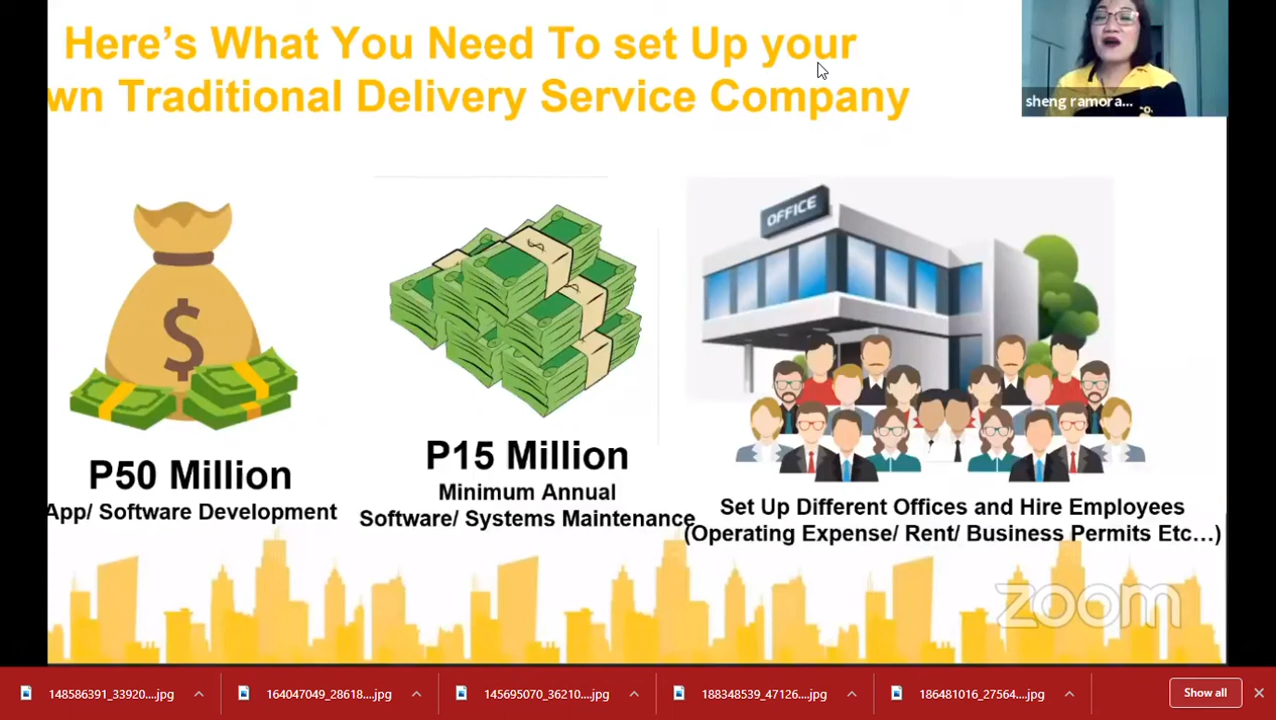 Here's What You Need To set Up your
wn Traditional Delivery Service Company
sheng ramora...
co.
OFFICE
$
$
P50 Million
App/ Software Development
P15 Million
Minimum Annual
Software/ Systems Maintenance
Set Up Different Offices and Hire Employees
(Operating Expense/ Rent/ Business Permits Etc...)
zoom
148586391_33920....jpg
164047049_28618....jpg
145695070_36210....jpg
188348539_47126....jpg
186481016_27564....jpg
Show all